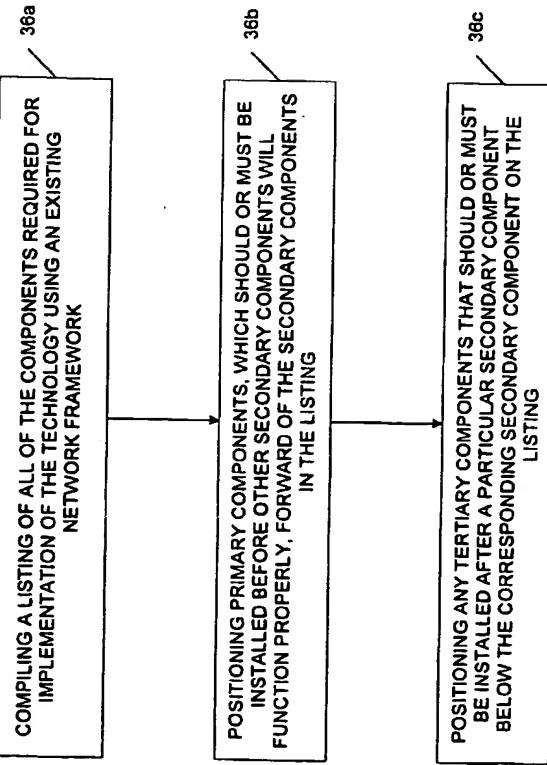 36a
COMPILING A LISTING OF ALL OF THE COMPONENTS REQUIRED FOR
IMPLEMENTATION OF THE TECHNOLOGY USING AN EXISTING
NETWORK FRAMEWORK
36b
POSITIONING PRIMARY COMPONENTS, WHICH SHOULD OR MUST BE
INSTALLED BEFORE OTHER SECONDARY COMPONENTS WILL
FUNCTION PROPERLY, FORWARD OF THE SECONDARY COMPONENTS
IN THE LISTING
36c
POSITIONING ANY TERTIARY COMPONENTS THAT SHOULD OR MUST
BE INSTALLED AFTER A PARTICULAR SECONDARY COMPONENT
BELOW THE CORRESPONDING SECONDARY COMPONENT ON THE
LISTING